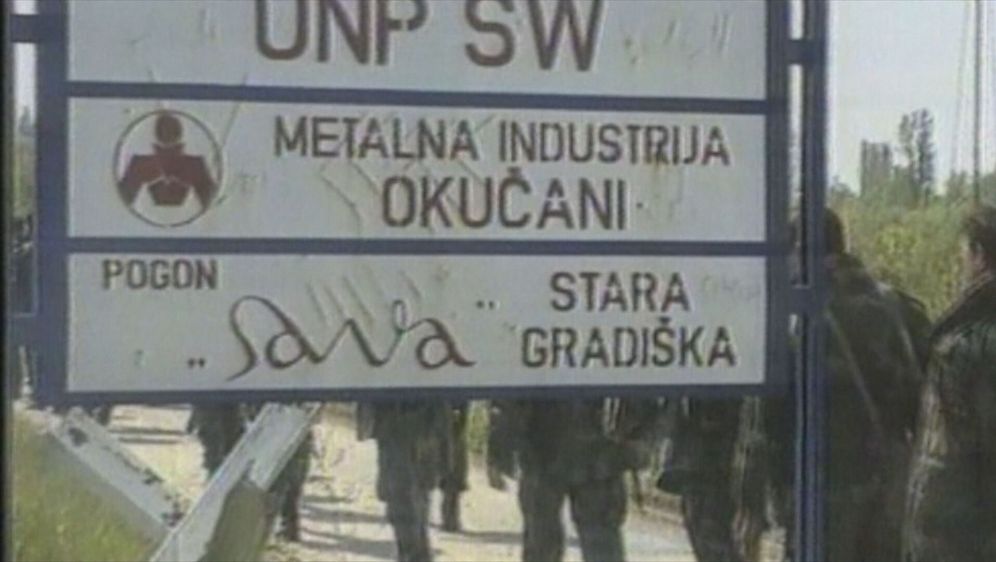 UNP SW
METALNA INDUSTRIJA
OKUČANI
POGON
„Sava”
STARA
GRADIŠKA